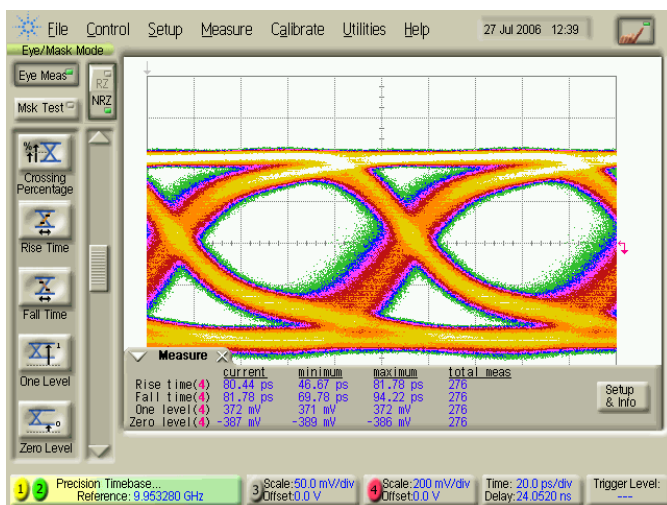 File Control Setup Measure Calibrate Utilities Help 27 Jul 2006 12:39
Eye/Mask Mode
Eye Meas
RZ
NRZ
Msk Test
%
Crossing
Percentage
Rise Time
Fall Time
1
One Level
0
Zero Level
Measure
current minimum maximum total meas
Rise time(4) 80.44 ps 46.67 ps 81.78 ps 276
Fall time(4) 81.78 ps 69.78 ps 94.22 ps 276
One level(4) 372 mV 371 mV 372 mV 276
Zero level(4) -387 mV -389 mV -386 mV 276
Setup
& Info
1 2 Precision Timebase...
Reference: 9.953280 GHz
3 Scale:50.0 mV/div
Offset:0.0 V
4 Scale:200 mV/div
Offset:0.0 V
Time: 20.0 ps/div
Delay:24.0520 ns
Trigger Level:
---